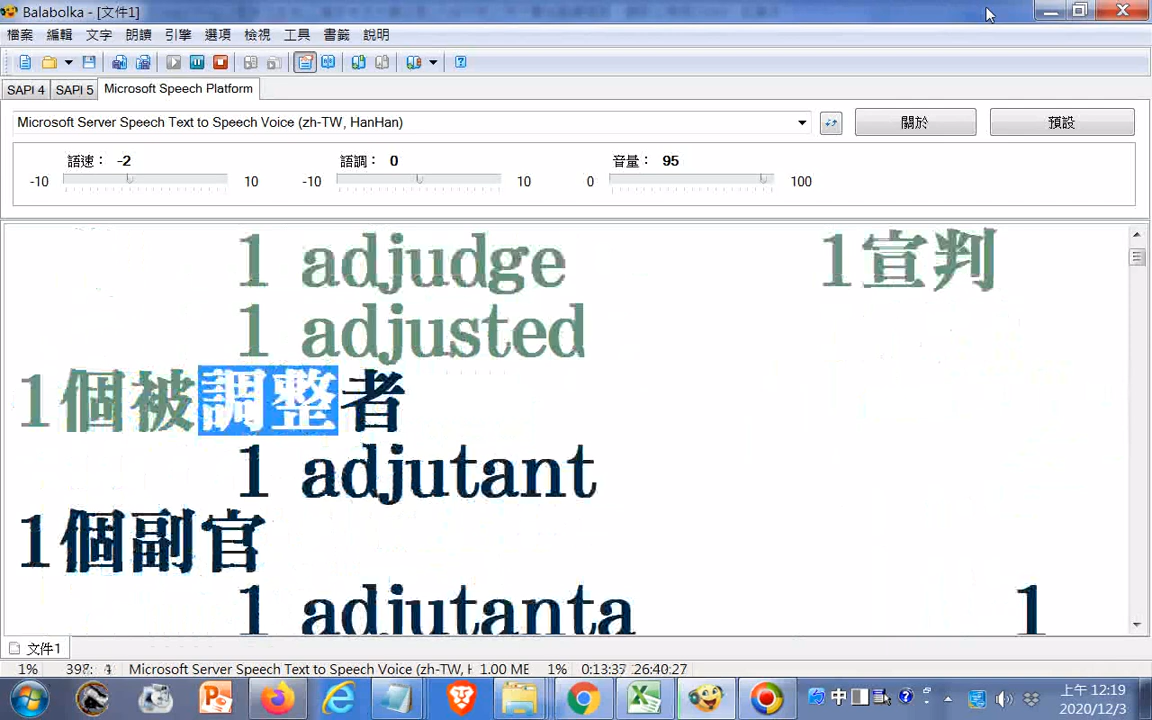 Balabolka - [文件1]
檔案 編輯 文字 朗讀 引擎 選項 檢視 工具 書籤 說明
SAPI 4 SAPI 5 Microsoft Speech Platform
Microsoft Server Speech Text to Speech Voice (zh-TW, HanHan) 關於 預設
語速： -2 語調： 0 音量： 95
-10 10 -10 10 0 100
1 adjudge 1宣判
1 adjusted
1個被調整者
1 adjutant
1個副官
1 adjutanta 1
文件1
1% Microsoft Server Speech Text to Speech Voice (zh-TW, H 1.00 ME 1% 0:13:37 26:40:27
中 上午 12:19
2020/12/3